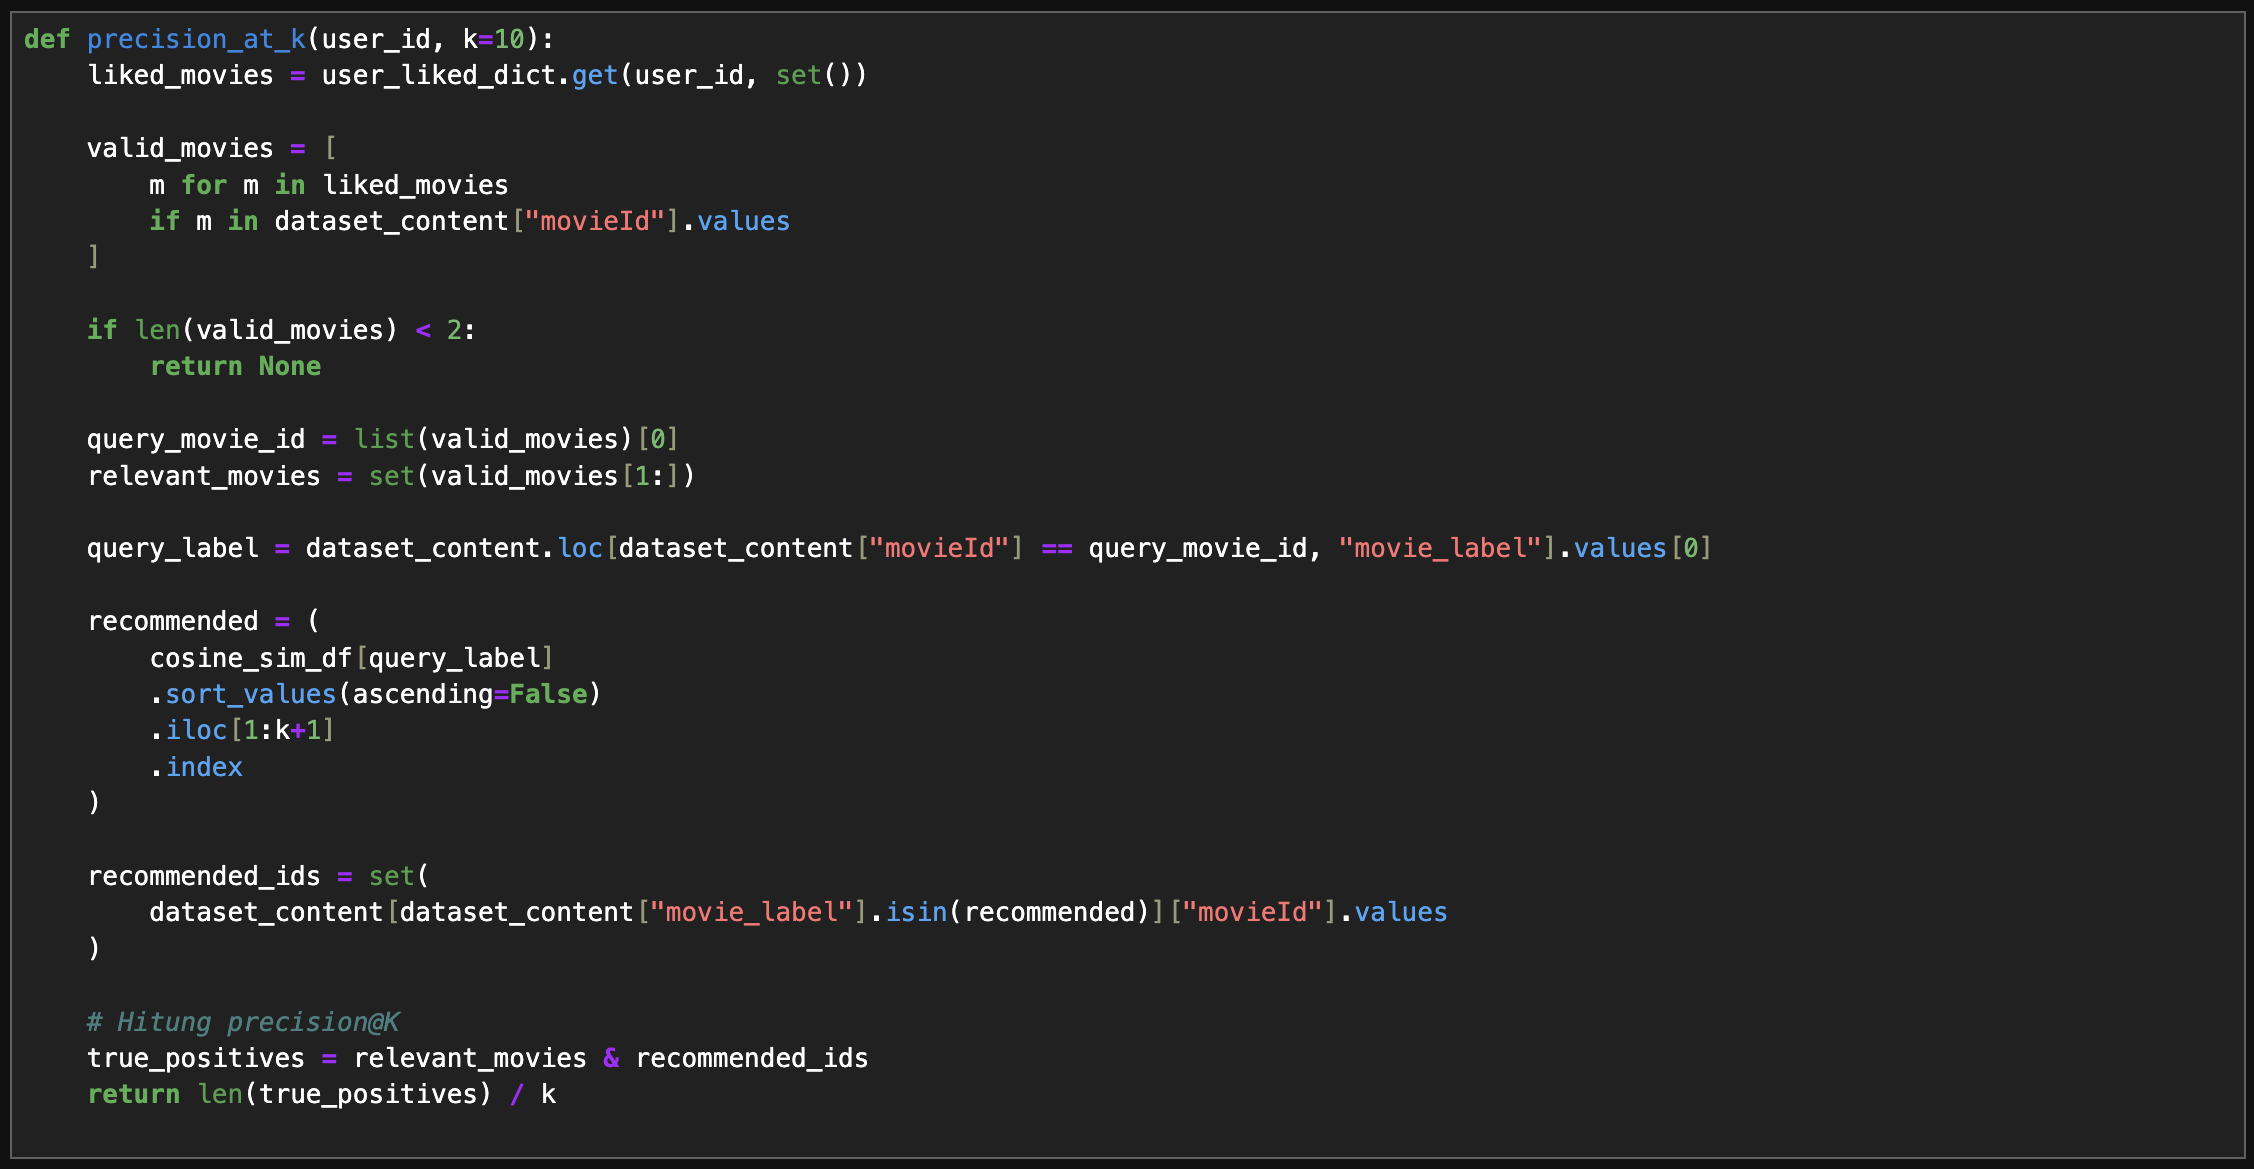 def precision_at_k(user_id, k=10):
    liked_movies = user_liked_dict.get(user_id, set())

    valid_movies = [
        m for m in liked_movies
        if m in dataset_content["movieId"].values
    ]

    if len(valid_movies) < 2:
        return None

    query_movie_id = list(valid_movies)[0]
    relevant_movies = set(valid_movies[1:])

    query_label = dataset_content.loc[dataset_content["movieId"] == query_movie_id, "movie_label"].values[0]

    recommended = (
        cosine_sim_df[query_label]
        .sort_values(ascending=False)
        .iloc[1:k+1]
        .index
    )

    recommended_ids = set(
        dataset_content[dataset_content["movie_label"].isin(recommended)]["movieId"].values
    )

    # Hitung precision@K
    true_positives = relevant_movies & recommended_ids
    return len(true_positives) / k